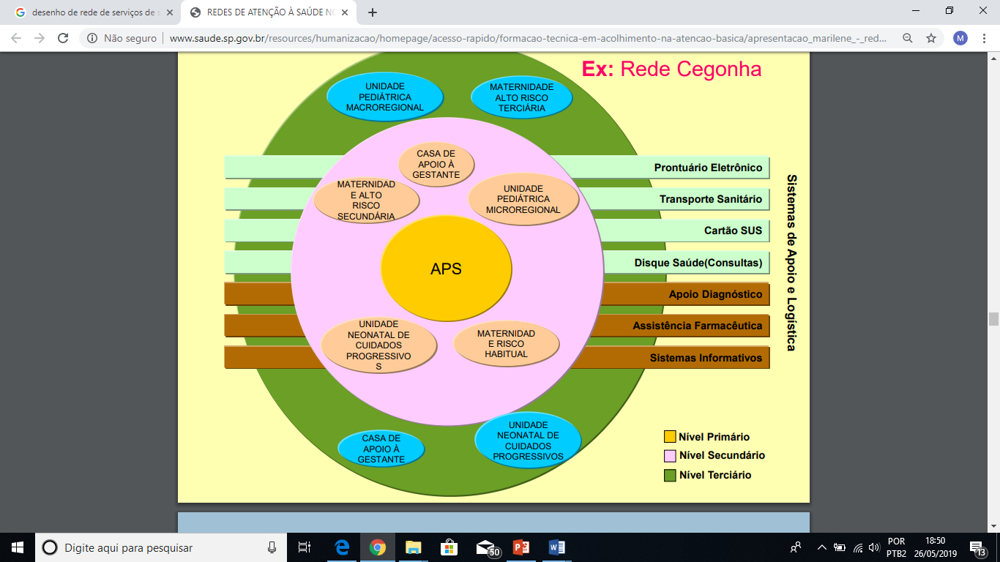 desenho de rede de serviços de s
REDES DE ATENÇÃO À SAÚDE NO
Não seguro
www.saude.sp.gov.br/resources/humanizacao/homepage/acesso-rapido/formacao-tecnica-em-acolhimento-na-atencao-basica/apresentacao_marilene_-_red...
M
Ex: Rede Cegonha
UNIDADE
PEDIÁTRICA
MACROREGIONAL
MATERNIDADE
ALTO RISCO
TERCIÁRIA
CASA DE
APOIO À
GESTANTE
MATERNIDAD
E ALTO
RISCO
SECUNDÁRIA
UNIDADE
PEDIÁTRICA
MICROREGIONAL
APS
UNIDADE
NEONATAL DE
CUIDADOS
PROGRESSIVO
S
MATERNIDAD
E RISCO
HABITUAL
CASA DE
APOIO À
GESTANTE
UNIDADE
NEONATAL DE
CUIDADOS
PROGRESSIVOS
Prontuário Eletrônico
Transporte Sanitário
Cartão SUS
Disque Saúde(Consultas)
Apoio Diagnóstico
Assistência Farmacêutica
Sistemas Informativos
Sistemas de Apoio e Logística
Nível Primário
Nível Secundário
Nível Terciário
Digite aqui para pesquisar
50
POR
PTB2
18:50
26/05/2019
13